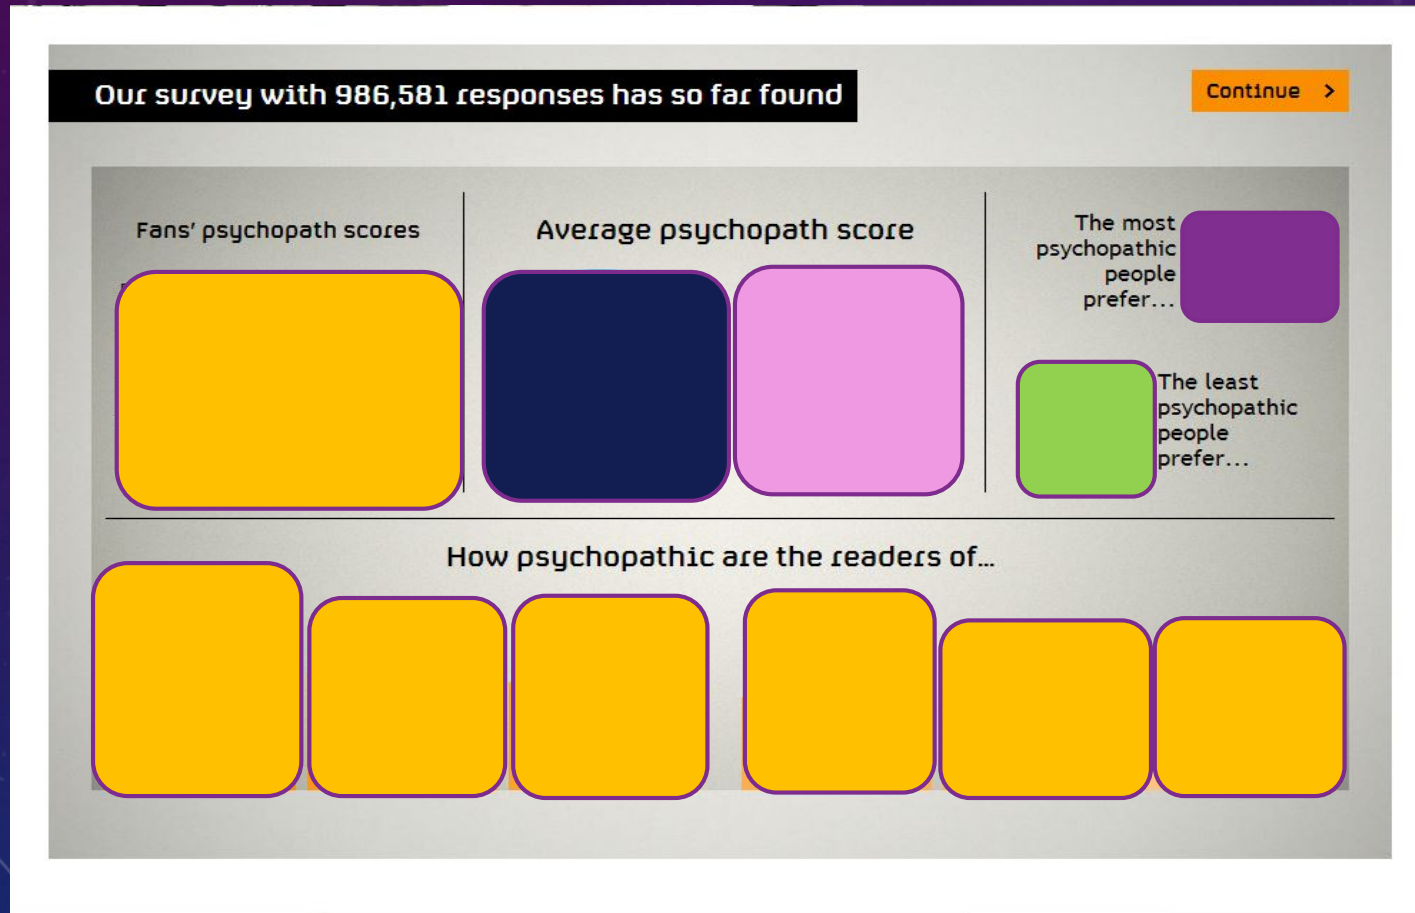 Our survey with 986,581 responses has so far found
Continue >
Fans' psychopath scores
Average psychopath score
The most
psychopathic
people
prefer...
The least
psychopathic
people
prefer...
How psychopathic are the readers of...